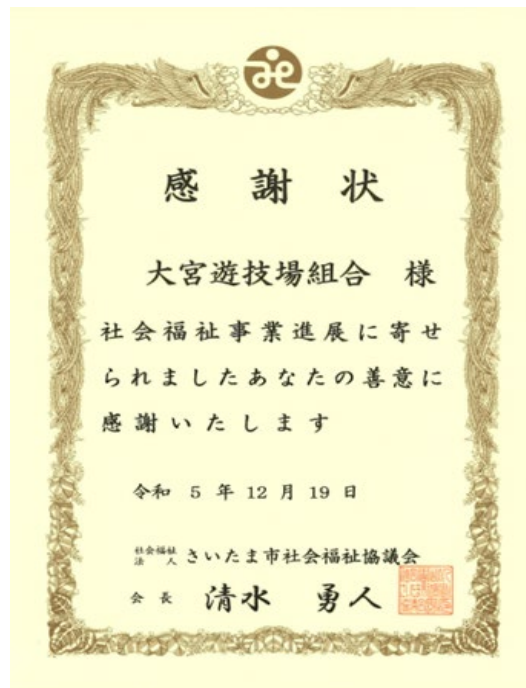 感謝状
大宮遊技場組合 様
社会福祉事業進展に寄せ
られましたあなたの善意に
感謝いたします
令和 5 年 12 月 19 日
社会福祉法人 さいたま市社会福祉協議会
会長 清水 勇人